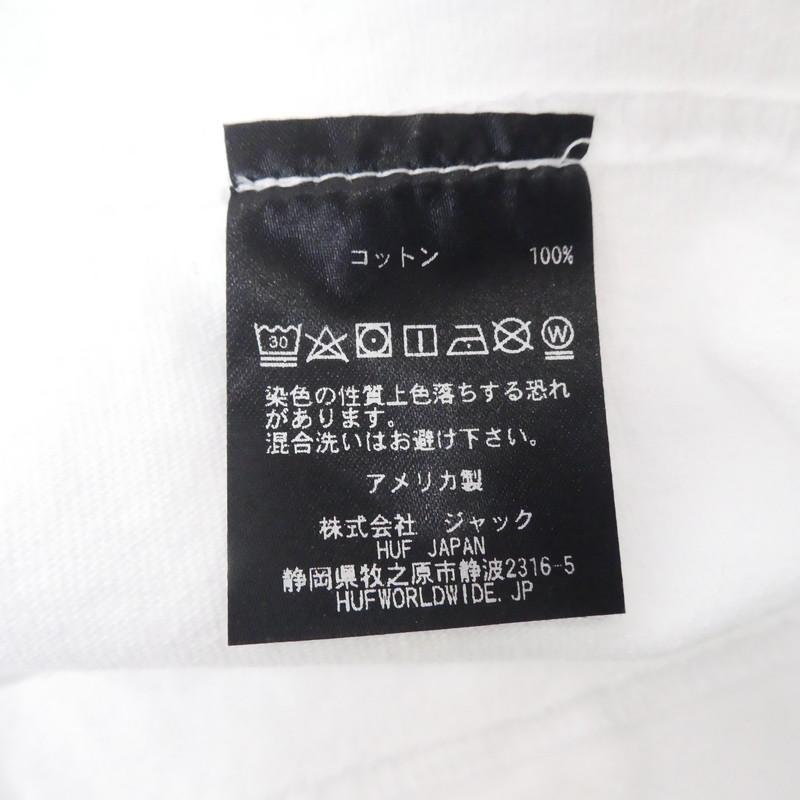 コットン 100%
30 W
染色の性質上色落ちする恐れ
があります。
混合洗いはお避け下さい。
アメリカ製
株式会社 ジャック
HUF JAPAN
静岡県牧之原市静波2316-5
HUFWORLDWIDE.JP